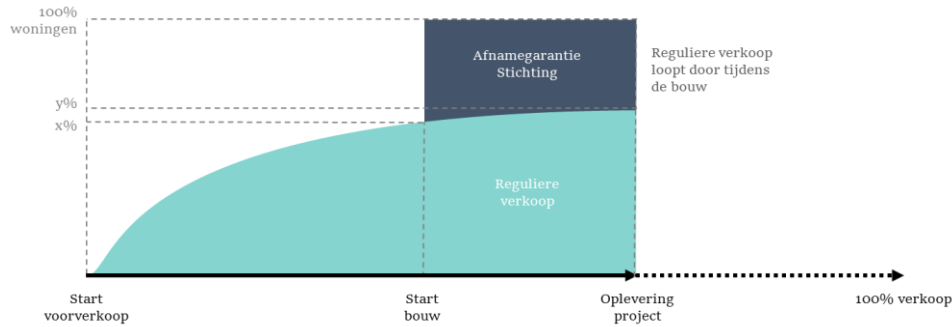 100%
woningen
Afnamegarantie
Stichting
Reguliere verkoop
loopt door tijdens
de bouw
y%
x%
Reguliere
verkoop
Start
voorverkoop
Start
bouw
Oplevering
project
100% verkoop